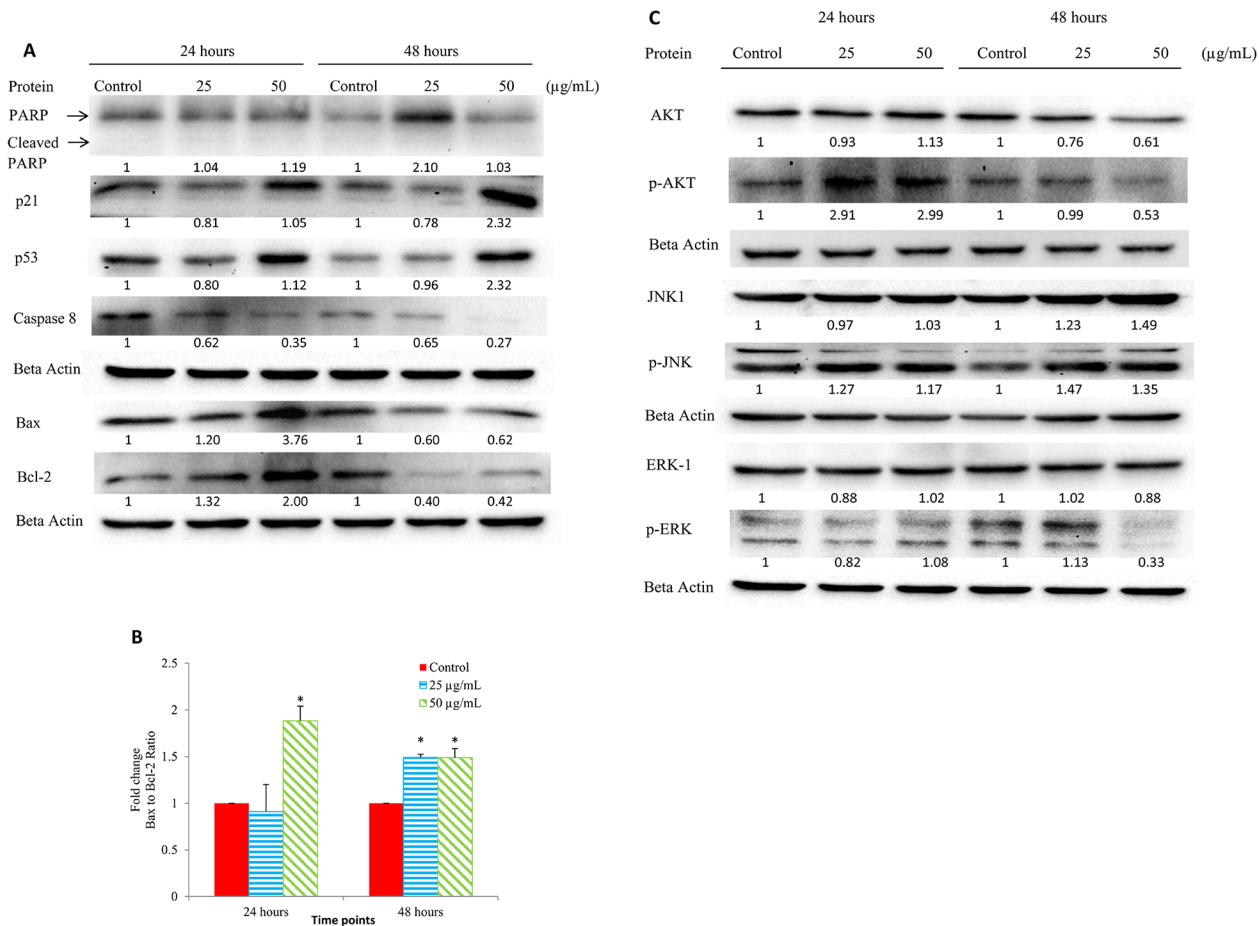 A
24 hours 48 hours
Protein Control 25 50 Control 25 50 (µg/mL)
PARP
Cleaved
PARP 1 1.04 1.19 1 2.10 1.03
p21
1 0.81 1.05 1 0.78 2.32
p53
1 0.80 1.12 1 0.96 2.32
Caspase 8
1 0.62 0.35 1 0.65 0.27
Beta Actin
Bax
1 1.20 3.76 1 0.60 0.62
Bcl-2
1 1.32 2.00 1 0.40 0.42
Beta Actin
B
2.5
2
1.5
1
0.5
0
Fold change
Bax to Bcl-2 Ratio
Control
25 µg/mL
50 µg/mL
* * *
24 hours 48 hours
Time points
C
24 hours 48 hours
Protein Control 25 50 Control 25 50 (µg/mL)
AKT
1 0.93 1.13 1 0.76 0.61
p-AKT
1 2.91 2.99 1 0.99 0.53
Beta Actin
JNK1
1 0.97 1.03 1 1.23 1.49
p-JNK
1 1.27 1.17 1 1.47 1.35
Beta Actin
ERK-1
1 0.88 1.02 1 1.02 0.88
p-ERK
1 0.82 1.08 1 1.13 0.33
Beta Actin